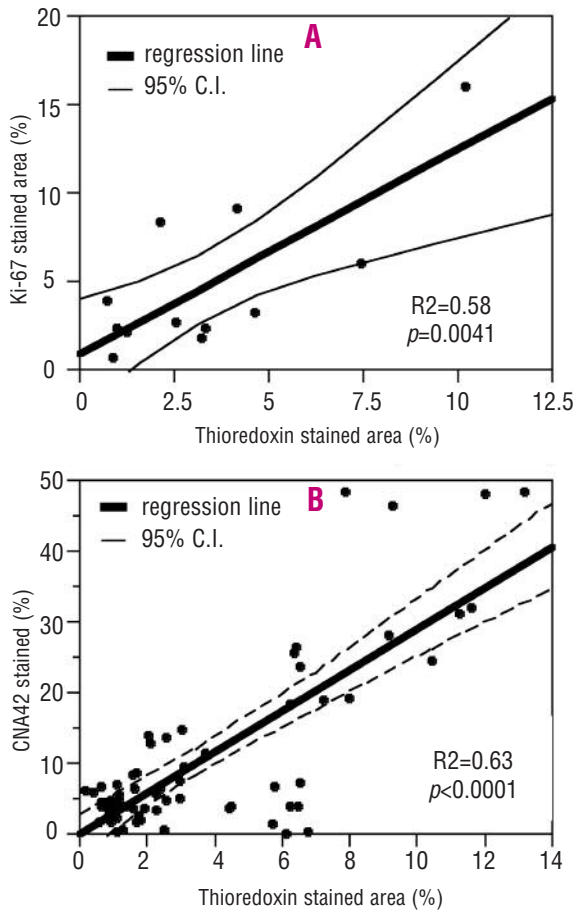 A
regression line
95% C.I.
20
15
10
5
0
Ki-67 stained area (%)
R2=0.58
p=0.0041
0 2.5 5 7.5 10 12.5
Thioredoxin stained area (%)
B
regression line
95% C.I.
50
40
30
20
10
0
CNA42 stained (%)
R2=0.63
p<0.0001
0 2 4 6 8 10 12 14
Thioredoxin stained area (%)